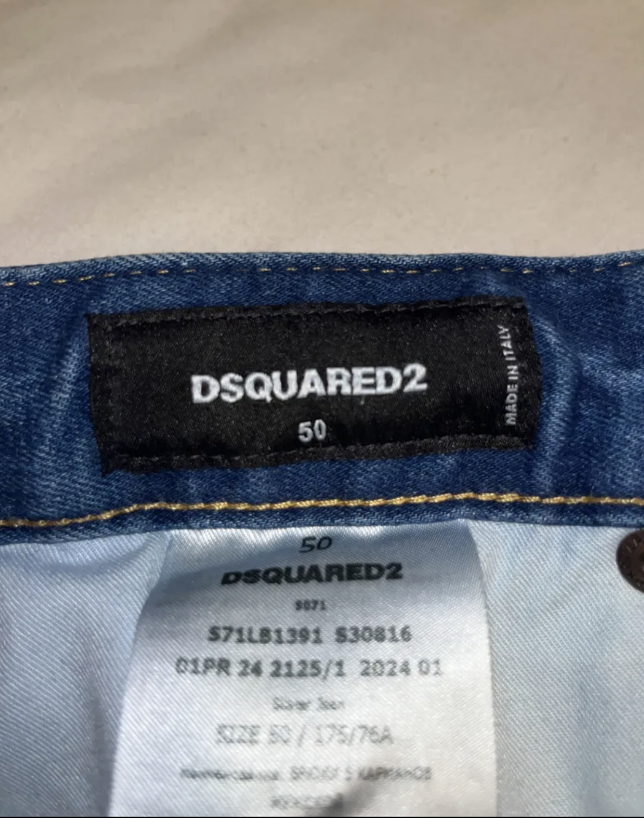 DSQUARED2
50
MADE IN ITALY
50
DSQUARED2
S071
S71LB1391 S30816
01PR 24 2125/1 2024 01
SIZE 50 / 175/76A